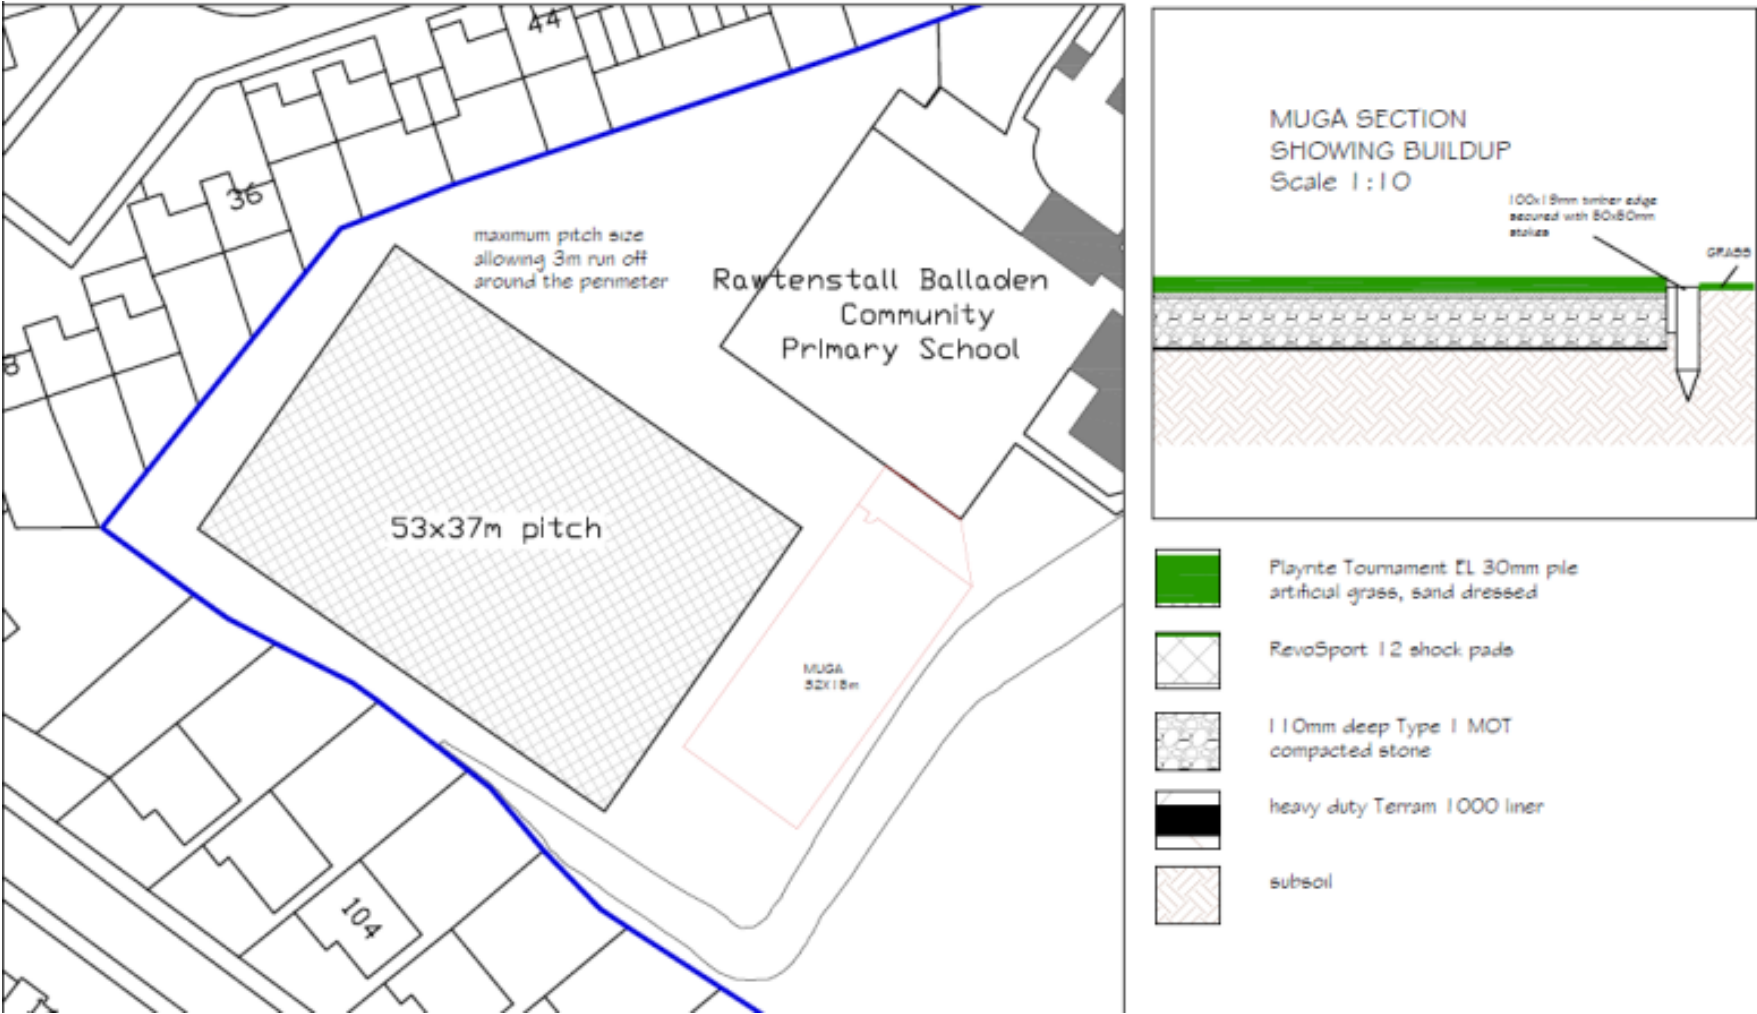 44
36
maximum pitch size
allowing 3m run off
around the perimeter
Rawtenstall Balladen
Community
Primary School
53x37m pitch
MUGA
32X18m
104
MUGA SECTION
SHOWING BUILDUP
Scale 1:10
100x19mm timber edge
secured with 50x50mm
stakes
GRASS
Playrite Tournament EL 30mm pile
artificial grass, sand dressed
RevoSport 12 shock pads
110mm deep Type 1 MOT
compacted stone
heavy duty Terram 1000 liner
subsoil